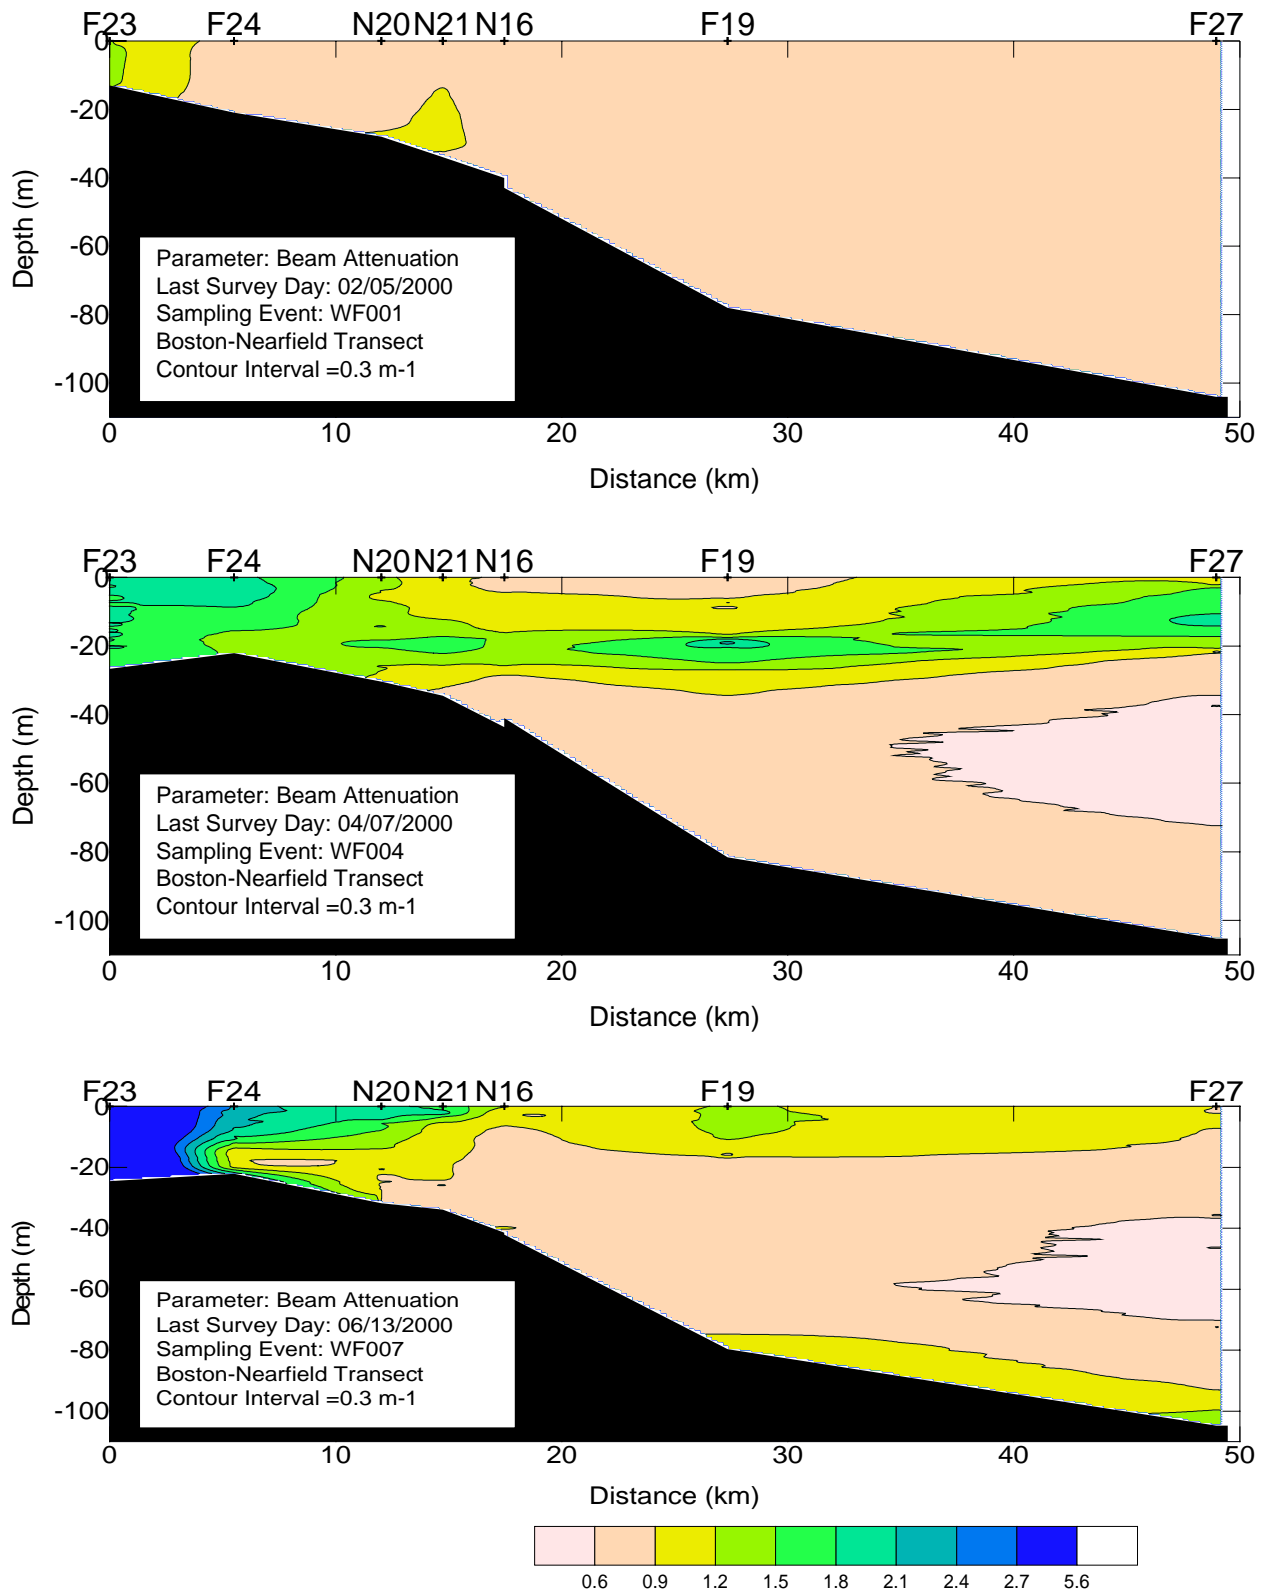 F23 F24 N20 N21 N16 F19 F27
0
-20
-40
-60
-80
-100
Depth (m)
Parameter: Beam Attenuation
Last Survey Day: 02/05/2000
Sampling Event: WF001
Boston-Nearfield Transect
Contour Interval =0.3 m-1
0 10 20 30 40 50
Distance (km)
F23 F24 N20 N21 N16 F19 F27
0
-20
-40
-60
-80
-100
Depth (m)
Parameter: Beam Attenuation
Last Survey Day: 04/07/2000
Sampling Event: WF004
Boston-Nearfield Transect
Contour Interval =0.3 m-1
0 10 20 30 40 50
Distance (km)
F23 F24 N20 N21 N16 F19 F27
0
-20
-40
-60
-80
-100
Depth (m)
Parameter: Beam Attenuation
Last Survey Day: 06/13/2000
Sampling Event: WF007
Boston-Nearfield Transect
Contour Interval =0.3 m-1
0 10 20 30 40 50
Distance (km)
0.6 0.9 1.2 1.5 1.8 2.1 2.4 2.7 5.6